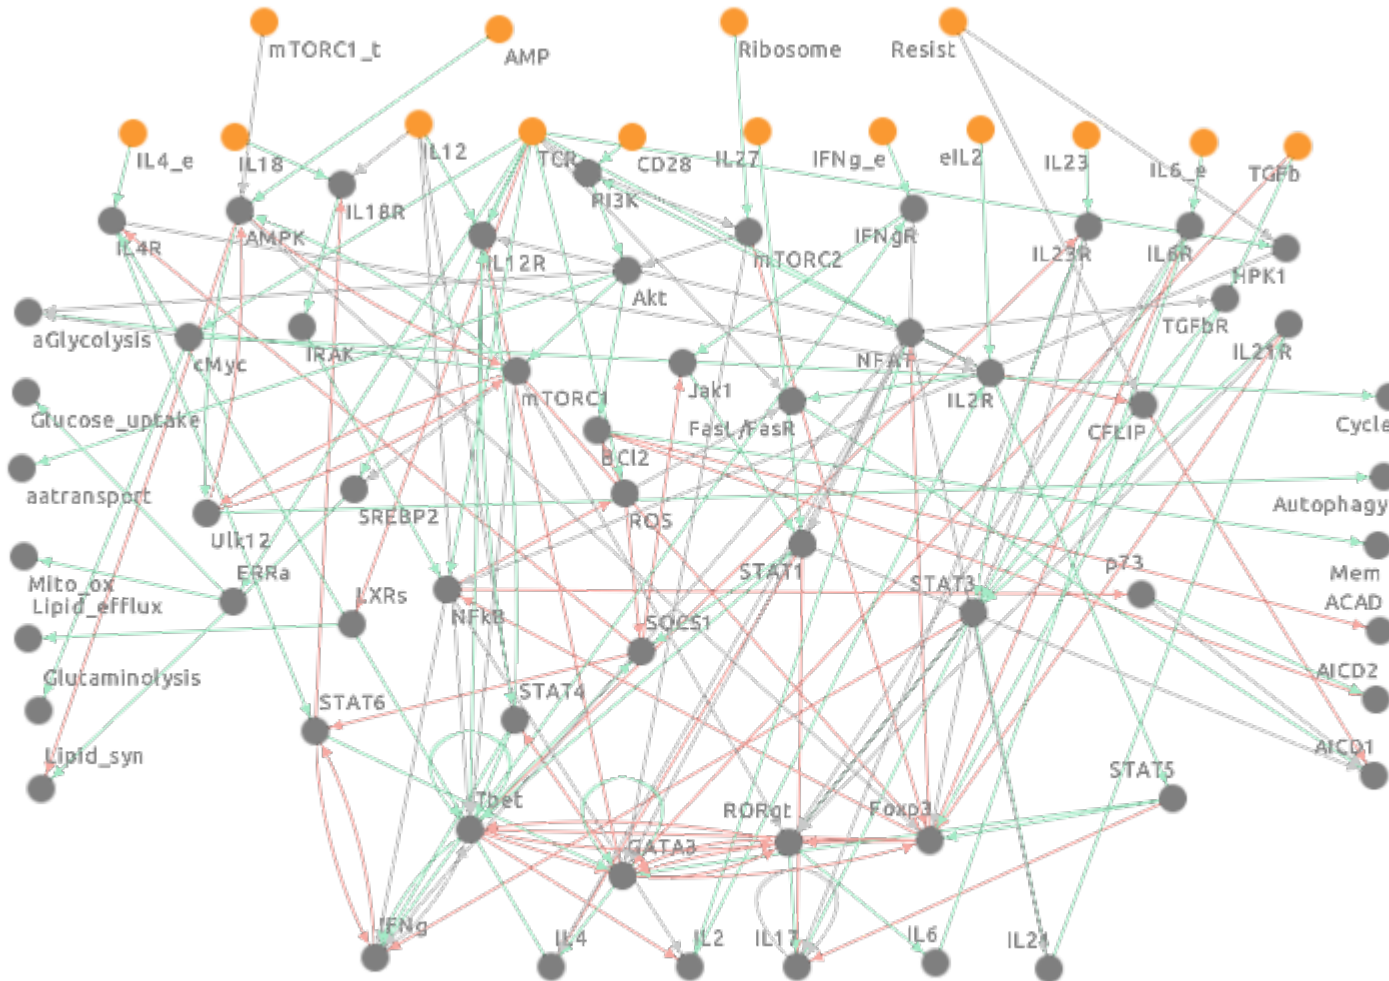 mTORC1_t
AMP
Ribosome
Resist
IL4_e
IL18
IL12
TCR
CD28
IL27
IFNg_e
eIL2
IL23
IL6_e
TGFb
IL4R
AMPK
IL18R
IL12R
PI3K
mTORC2
IFNgR
IL23R
IL6R
HPK1
aGlycolysis
cMyc
IRAK
Akt
NFAT
TGFbR
IL21R
Glucose_uptake
mTORC1
Jak1
FasL/FasR
IL2R
CFLIP
Cycle
aatransport
Ulk12
SREBP2
BCl2
ROS
Autophagy
Mito_ox
ERRa
LXRs
NFkB
STAT1
STAT3
p73
Mem
Lipid_efflux
SOCS1
ACAD
Glutaminolysis
STAT6
STAT4
AICD2
Lipid_syn
Tbet
GATA3
RORgt
Foxp3
STAT5
AICD1
IFNg
IL4
IL2
IL17
IL6
IL21